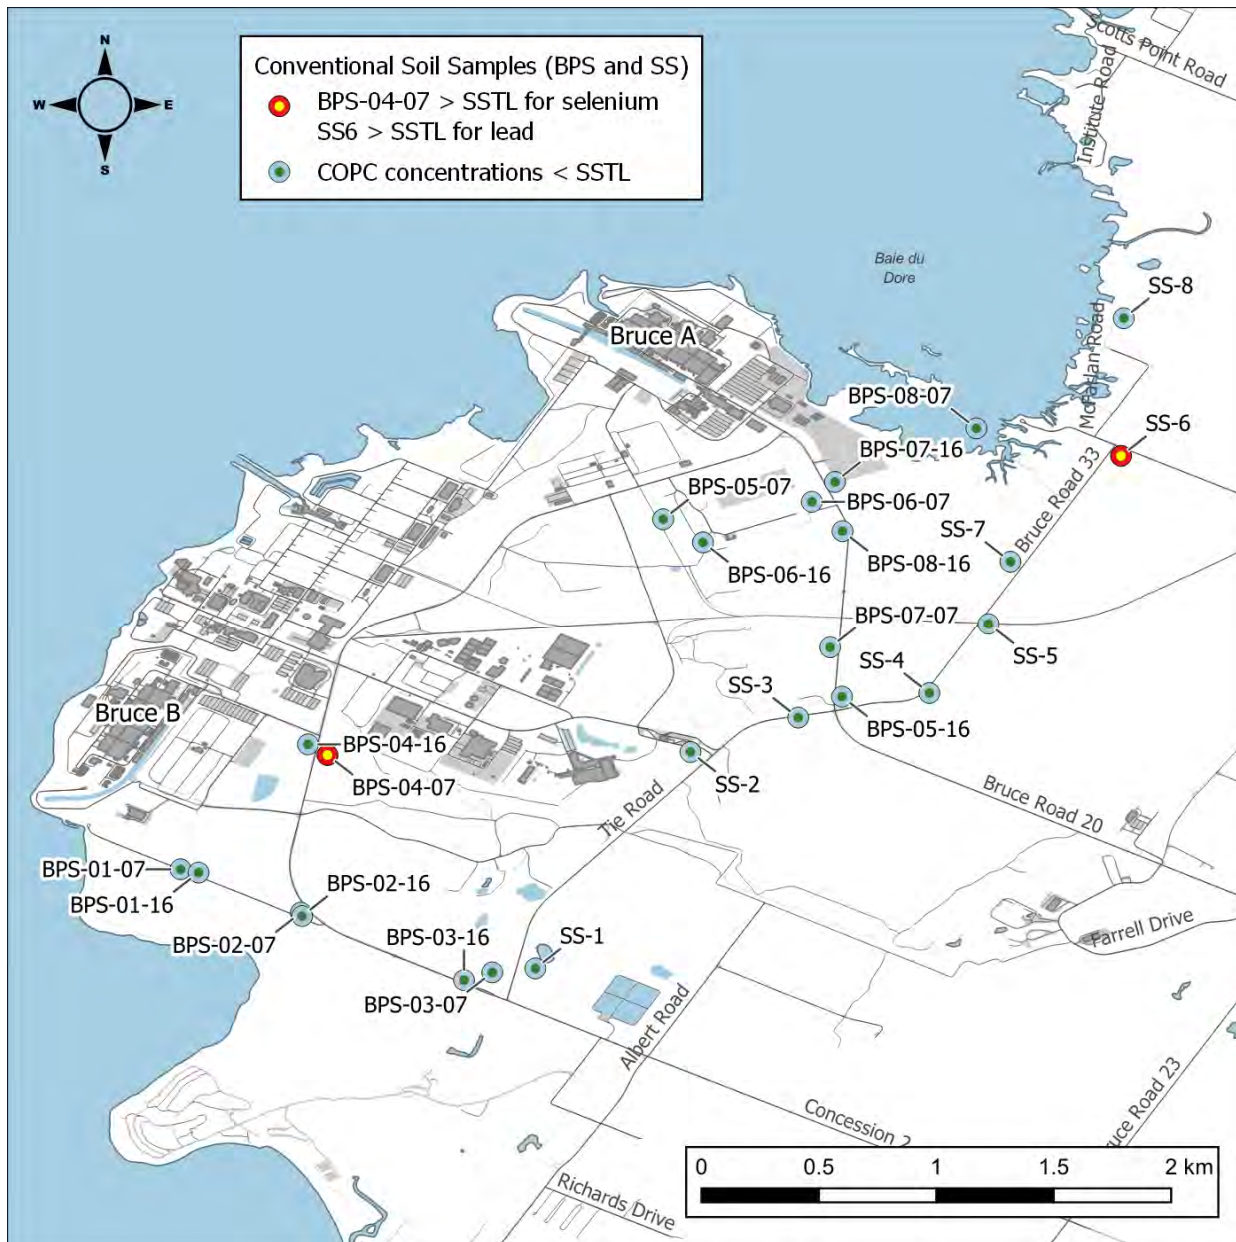 N
W
E
S
Conventional Soil Samples (BPS and SS)
BPS-04-07 > SSTL for selenium
SS6 > SSTL for lead
COPC concentrations < SSTL
Scotts Point Road
Institute Road
Baie du
Dore
SS-8
Bruce A
McFarlan Road
BPS-08-07
SS-6
BPS-07-16
BPS-05-07
BPS-06-07
Bruce Road 33
SS-7
BPS-08-16
BPS-06-16
BPS-07-07
SS-4
SS-5
SS-3
Bruce B
BPS-05-16
BPS-04-16
BPS-04-07
SS-2
Bruce Road 20
Tie Road
BPS-01-07
BPS-02-16
BPS-01-16
Farrell Drive
BPS-02-07
BPS-03-16
SS-1
BPS-03-07
Albert Road
Bruce Road 23
Concession 2
Richards Drive
0 0.5 1 1.5 2 km